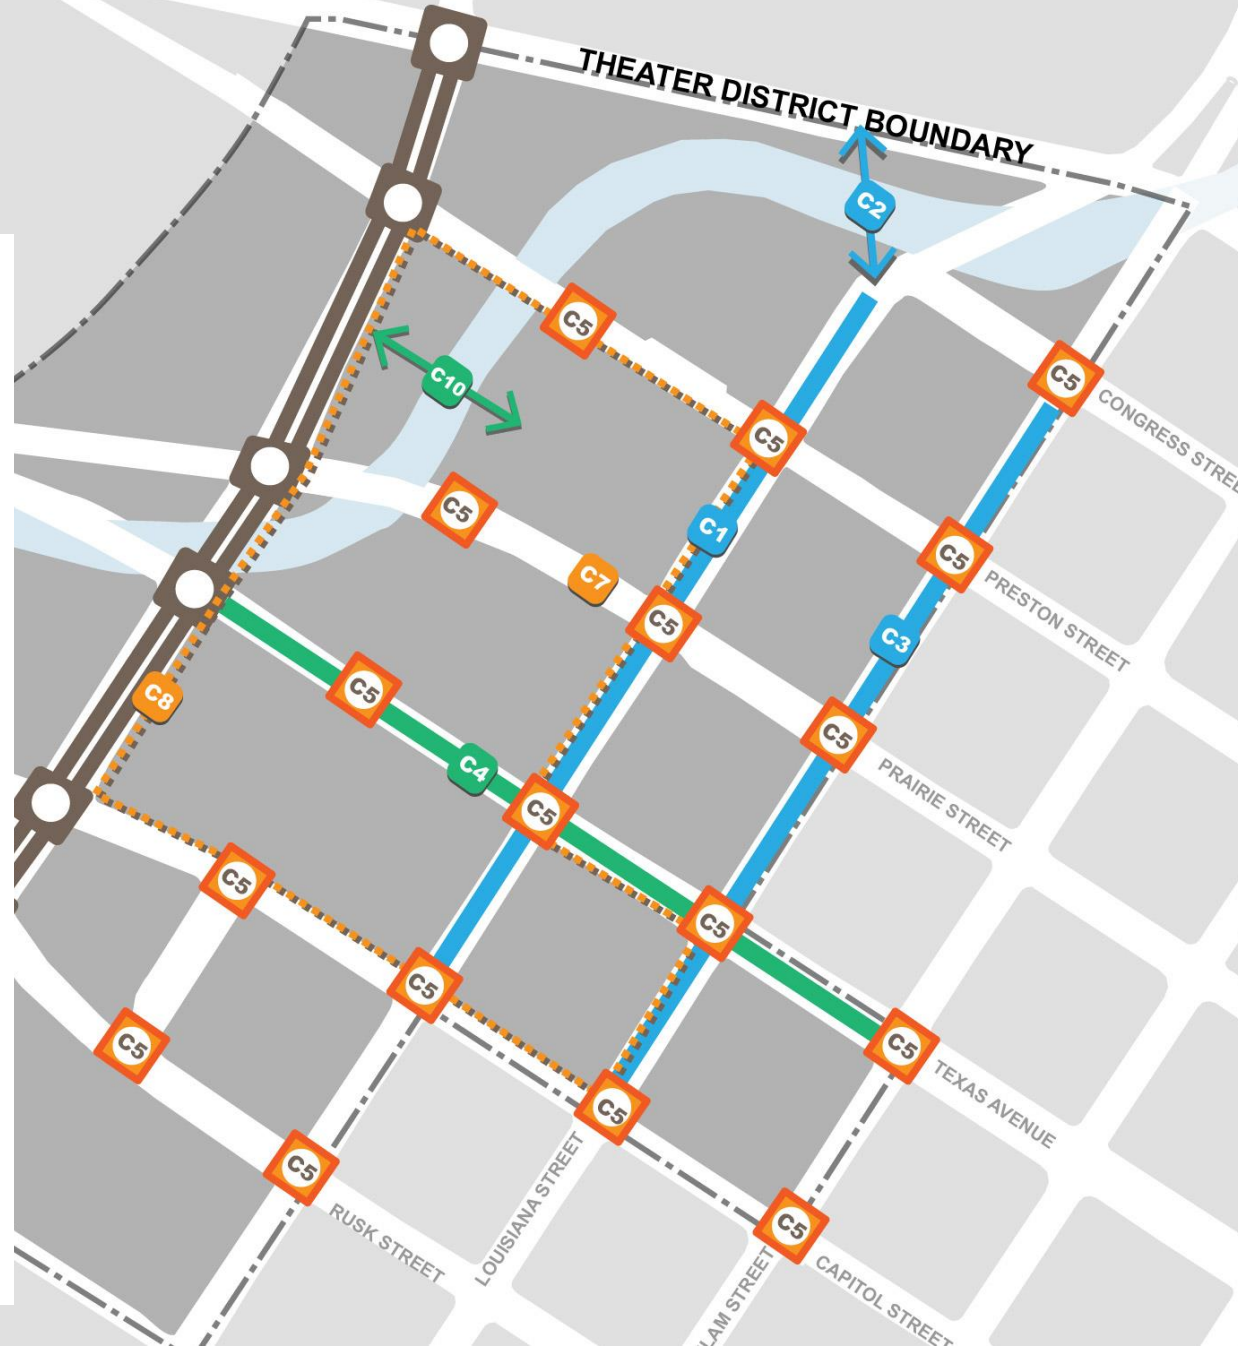 THEATER DISTRICT BOUNDARY
C2
C5
C10
C5
CONGRESS STREE
C5
C5
C1
C5
PRESTON STREET
C7
C5
C3
C5
C5
C8
PRAIRIE STREET
C4
C5
C5
C5
C5
C5
C5
TEXAS AVENUE
C5
C5
LOUISIANA STREET
RUSK STREET
C5
LAM STREET
CAPITOL STREET